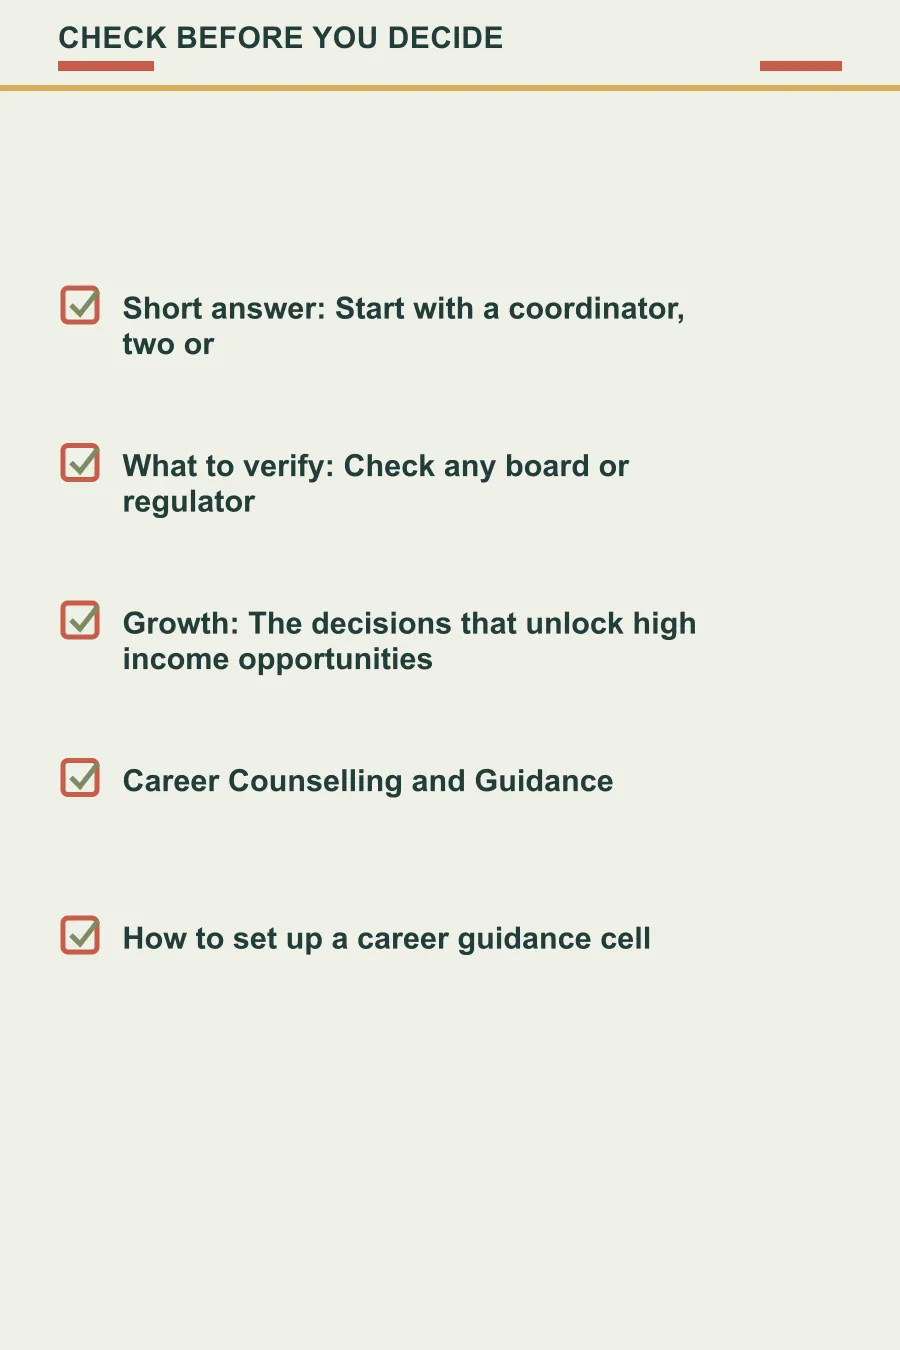 CHECK BEFORE YOU DECIDE
Short answer: Start with a coordinator,
two or
What to verify: Check any board or
regulator
Growth: The decisions that unlock high
income opportunities
Career Counselling and Guidance
How to set up a career guidance cell